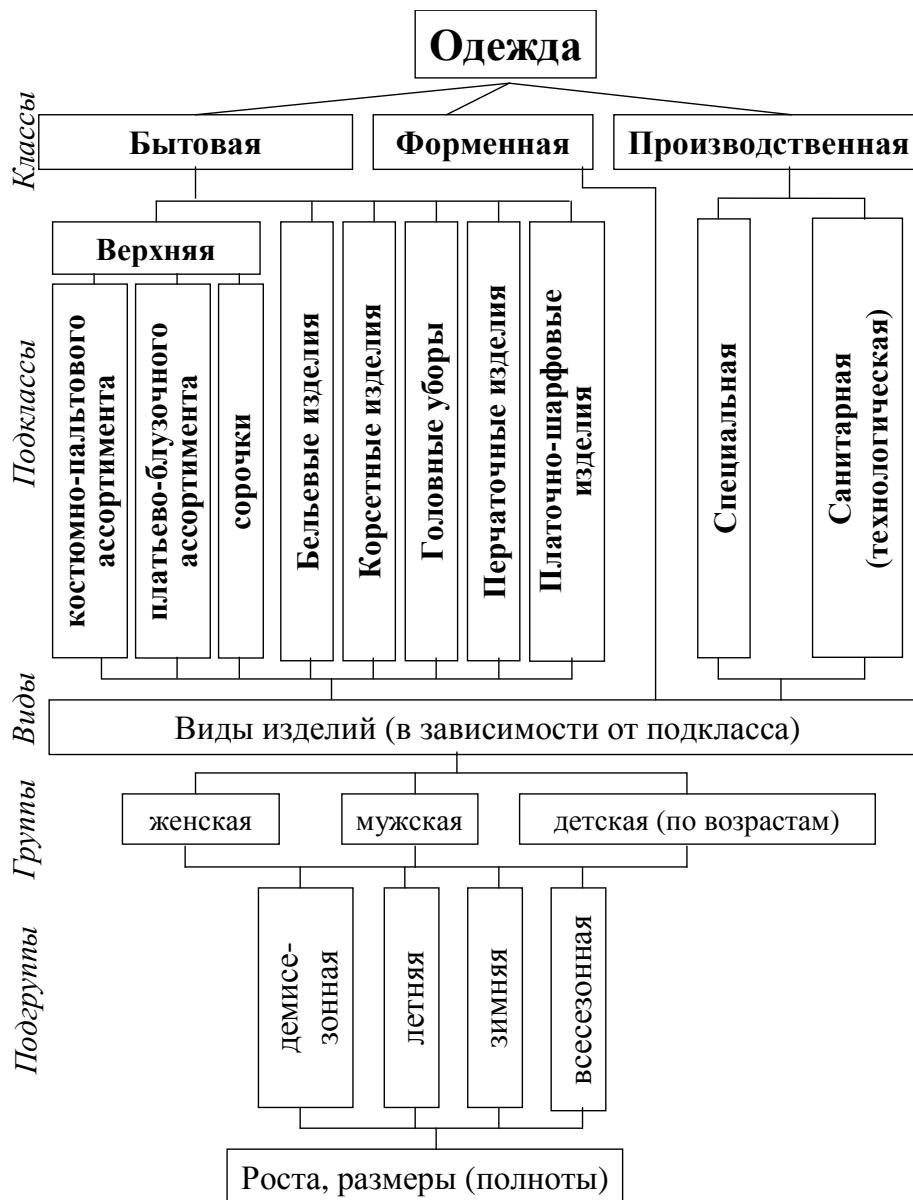 Одежда
Классы
Бытовая
Форменная
Производственная
Подклассы
Верхняя
костюмно-пальтового
ассортимента
платьево-блузочного
ассортимента
сорочки
Бельевые изделия
Корсетные изделия
Головные уборы
Перчаточные изделия
Платочно-шарфовые
изделия
Специальная
Санитарная
(технологическая)
Виды
Виды изделий (в зависимости от подкласса)
Группы
женская
мужская
детская (по возрастам)
Подгруппы
демисе-
зонная
летняя
зимняя
всесезонная
Роста, размеры (полноты)